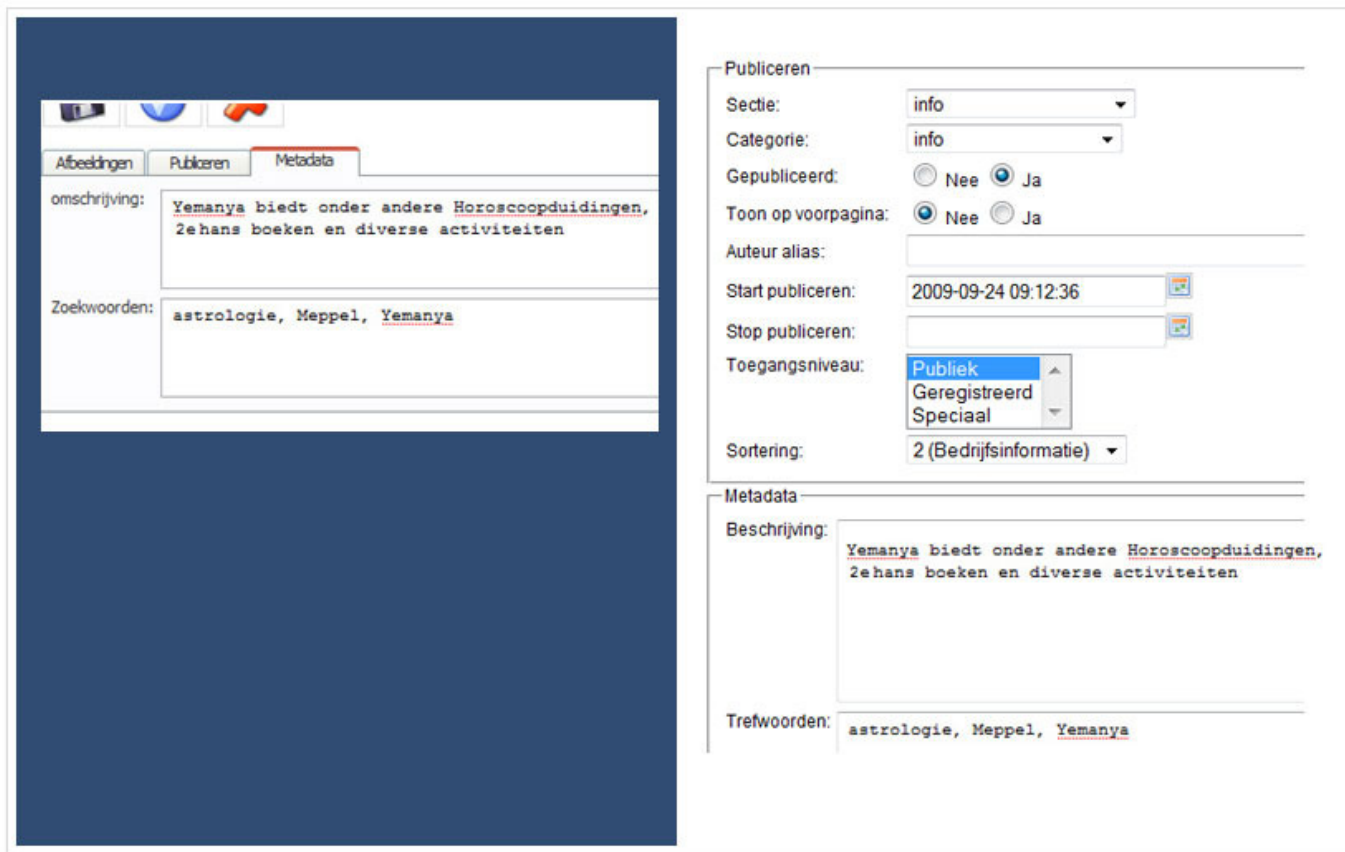 Afbeeldingen Publiceren Metadata
omschrijving:
Yemanya biedt onder andere Horoscoopduidingen,
2e hans boeken en diverse activiteiten
Zoekwoorden:
astrologie, Meppel, Yemanya
Publiceren
Sectie: info
Categorie: info
Gepubliceerd: Nee Ja
Toon op voorpagina: Nee Ja
Auteur alias:
Start publiceren: 2009-09-24 09:12:36
Stop publiceren:
Toegangsniveau: Publiek
Geregistreerd
Speciaal
Sortering: 2 (Bedrijfsinformatie)
Metadata
Beschrijving:
Yemanya biedt onder andere Horoscoopduidingen,
2e hans boeken en diverse activiteiten
Trefwoorden: astrologie, Meppel, Yemanya